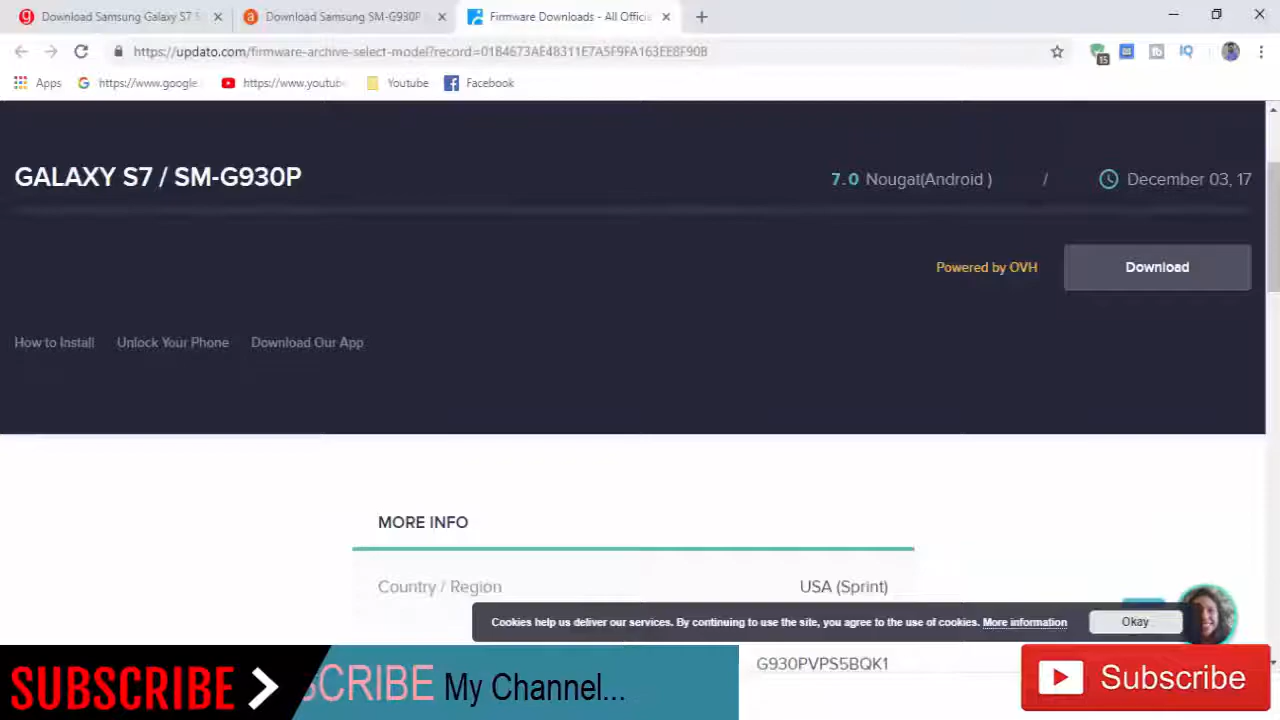 Download Samsung Galaxy S7
Download Samsung SM-G930P
Firmware Downloads - All Offici
https://updato.com/firmware-archive-select-model?record=01B4673AE48311E7A5F9FA163EE8F90B
15
Apps
https://www.google
https://www.youtub
Youtube
Facebook
GALAXY S7 / SM-G930P
7.0 Nougat(Android ) / December 03, 17
Powered by OVH
Download
How to Install
Unlock Your Phone
Download Our App
MORE INFO
Country / Region
USA (Sprint)
Cookies help us deliver our services. By continuing to use the site, you agree to the use of cookies. More information
Okay
G930PVPS5BQK1
SUBSCRIBE
SCRIBE My Channel...
Subscribe